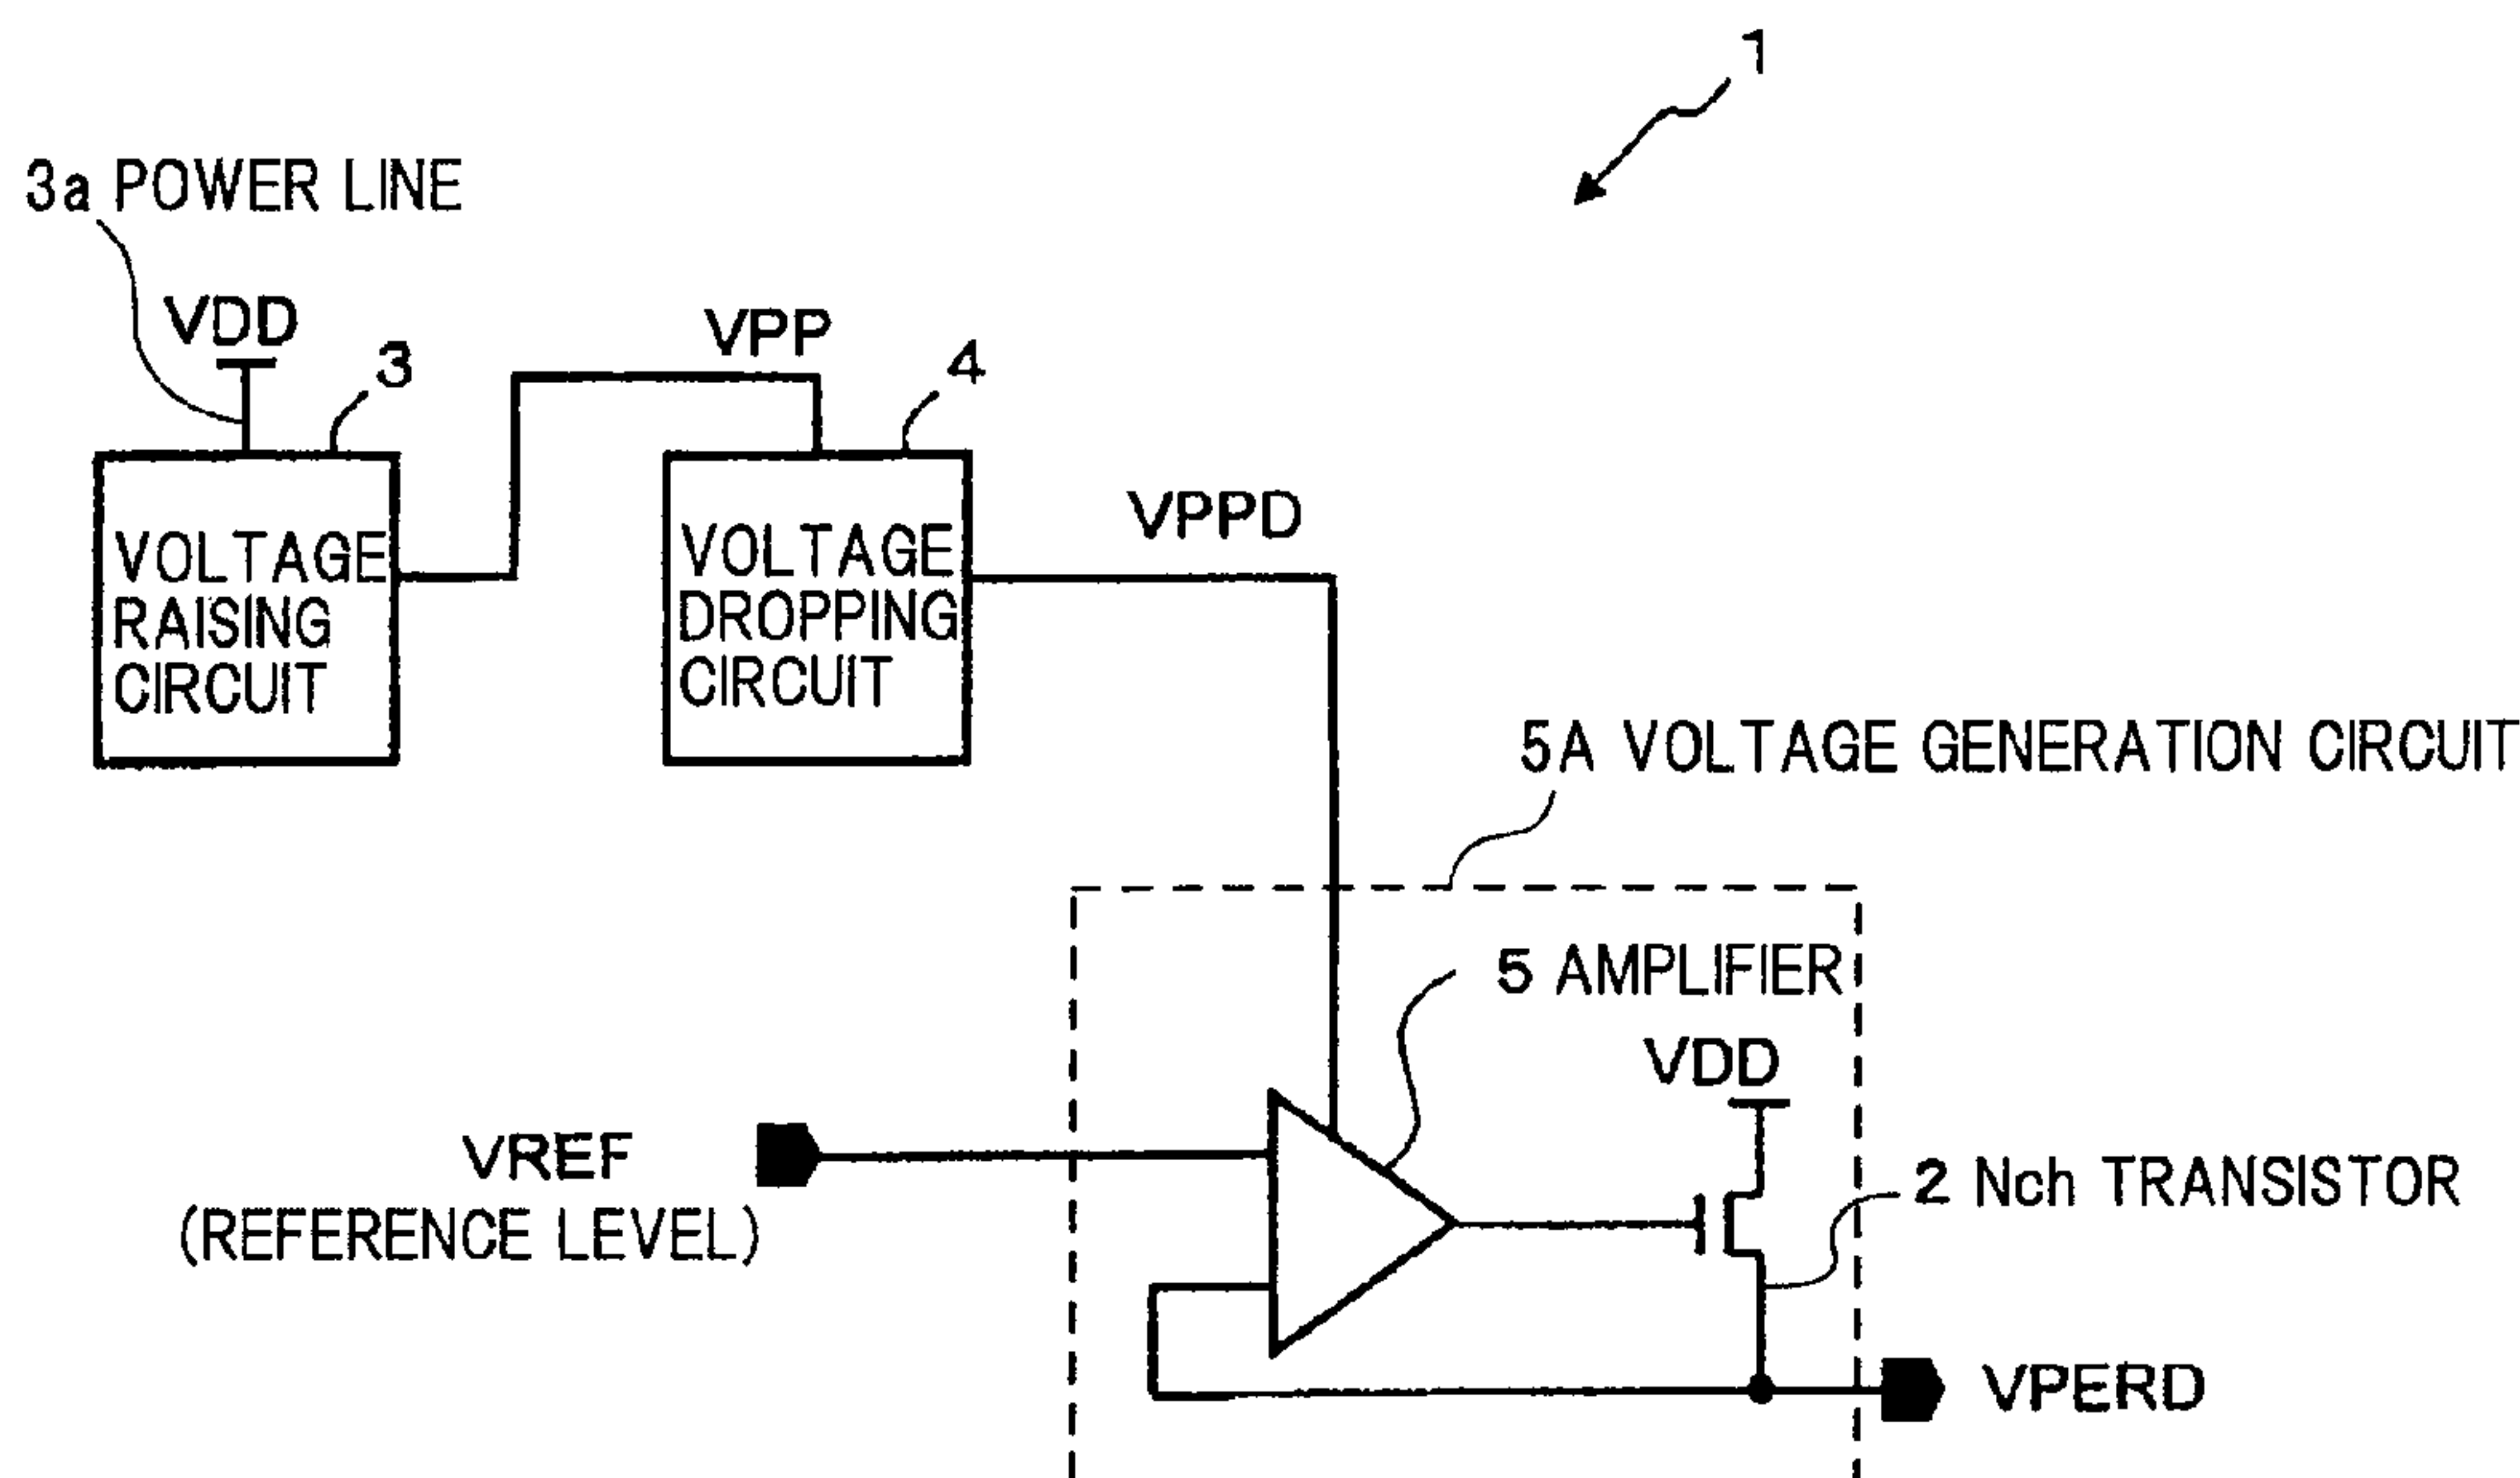 1
3a POWER LINE
VDD
3
VPP
4
VOLTAGE
RAISING
CIRCUIT
VOLTAGE
DROPPING
CIRCUIT
VPPD
5A VOLTAGE GENERATION CIRCUIT
5 AMPLIFIER
VDD
VREF
(REFERENCE LEVEL)
2 Nch TRANSISTOR
VPERD